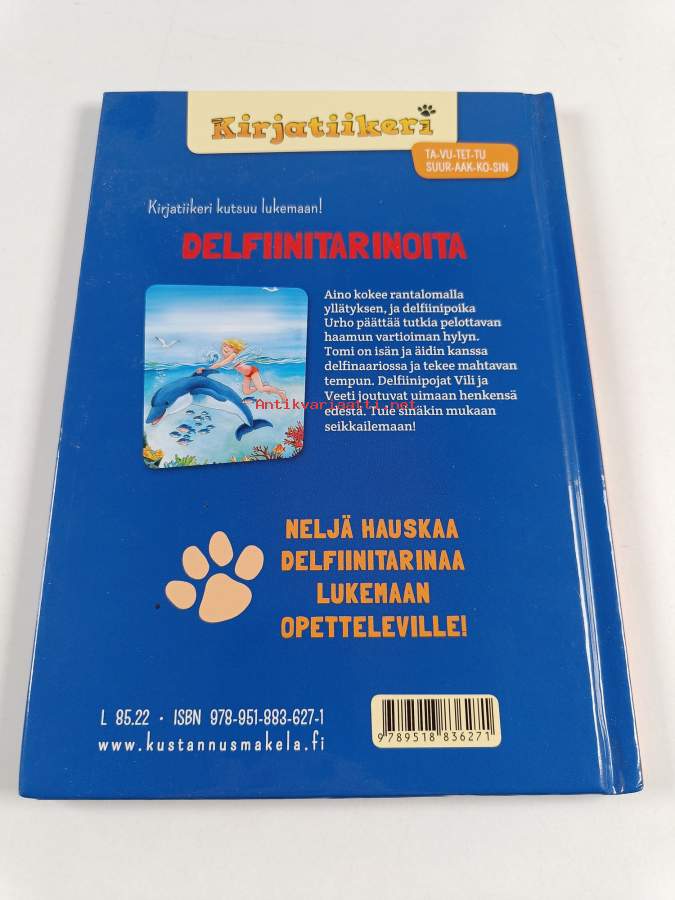 Kirjatiikeri
TA-VU-TET-TU
SUUR-AAK-KO-SIN
Kirjatiikeri kutsuu lukemaan!
DELFIINITARINOITA
Aino kokee rantalomalla
yllätyksen, ja delfiinipoika
Urho päättää tutkia pelottavan
haamun vartioiman hylyn.
Tomi on isän ja äidin kanssa
delfinaariossa ja tekee mahtavan
tempun. Delfiinipojat Vili ja
Veeti joutuvat uimaan henkensä
edestä. Tule sinäkin mukaan
seikkailemaan!
Antikvariaatti.net
NELJÄ HAUSKAA
DELFIINITARINAA
LUKEMAAN
OPETTELEVILLE!
L 85.22 • ISBN 978-951-883-627-1
www.kustannusmakela.fi
9 789518 836271